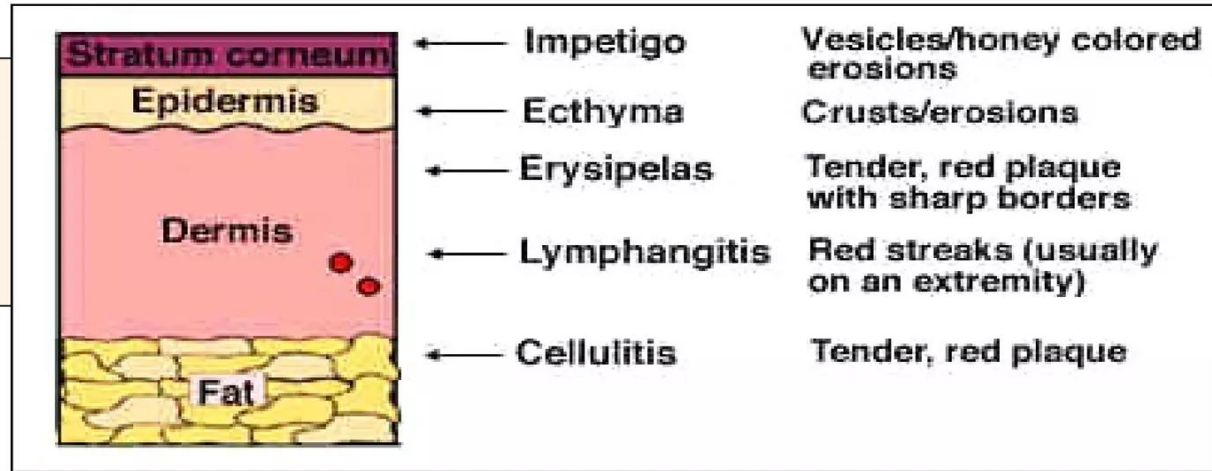 Stratum corneum
Impetigo
Vesicles/honey colored
erosions
Epidermis
Ecthyma
Crusts/erosions
Erysipelas
Tender, red plaque
with sharp borders
Dermis
Lymphangitis
Red streaks (usually
on an extremity)
Cellulitis
Tender, red plaque
Fat